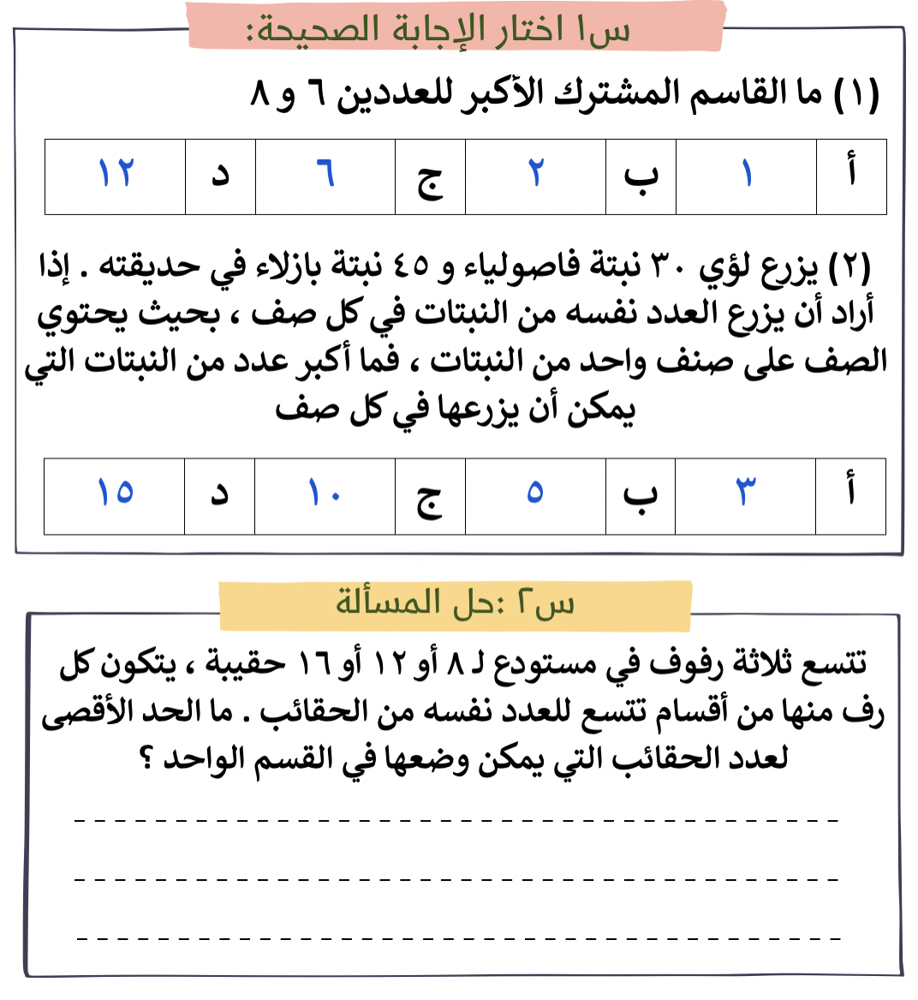 س١ اختار الإجابة الصحيحة:
(١) ما القاسم المشترك الأكبر للعددين ٦ و ٨
أ ١ ب ٢ ج ٦ د ١٢
(٢) يزرع لؤي ٣٠ نبتة فاصولياء و ٤٥ نبتة بازلاء في حديقته . إذا
أراد أن يزرع العدد نفسه من النبتات في كل صف ، بحيث يحتوي
الصف على صنف واحد من النبتات ، فما أكبر عدد من النبتات التي
يمكن أن يزرعها في كل صف
أ ٣ ب ٥ ج ١٠ د ١٥
س٢ :حل المسألة
تتسع ثلاثة رفوف في مستودع لـ ٨ أو ١٢ أو ١٦ حقيبة ، يتكون كل
رف منها من أقسام تتسع للعدد نفسه من الحقائب . ما الحد الأقصى
لعدد الحقائب التي يمكن وضعها في القسم الواحد ؟